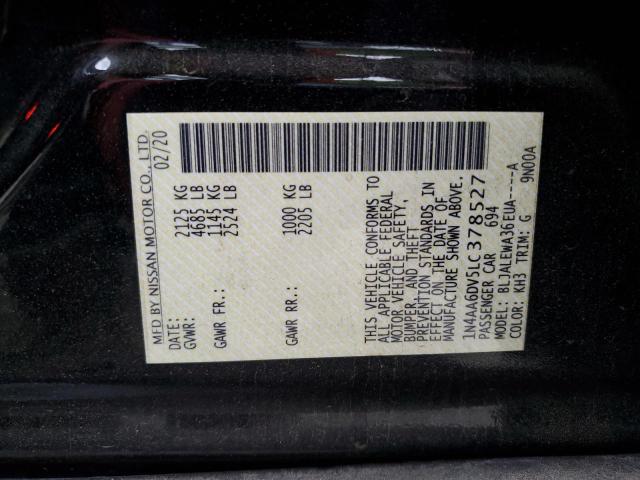 MFD BY NISSAN MOTOR CO., LTD.
DATE: 02/20
GVWR: 2125 KG
4685 LB
GAWR FR: 1145 KG
2524 LB
GAWR RR: 1000 KG
2205 LB
THIS VEHICLE CONFORMS TO
ALL APPLICABLE FEDERAL
MOTOR VEHICLE SAFETY,
BUMPER, AND THEFT
PREVENTION STANDARDS IN
EFFECT ON THE DATE OF
MANUFACTURE SHOWN ABOVE.
1N4AA6DV5LC378527
PASSENGER CAR 694
MODEL: BLJALEWA36EUA----A
COLOR: KH3 TRIM: G 9N00A